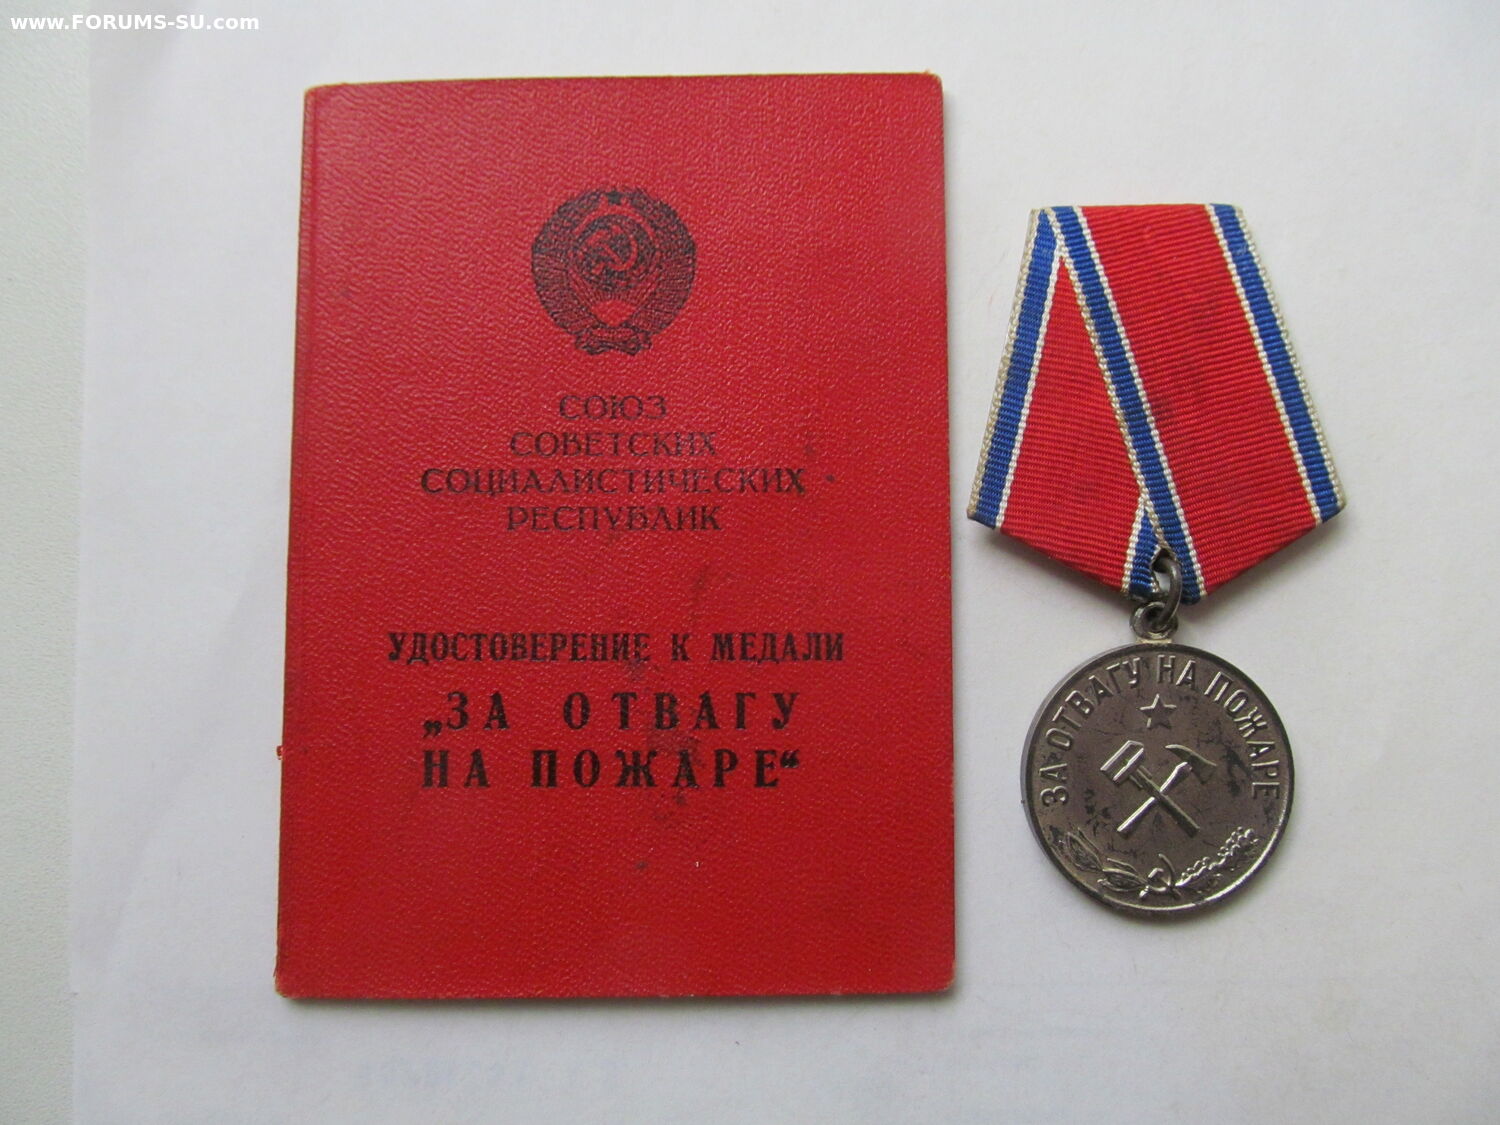 www.FORUMS-SU.com
СОЮЗ
СОВЕТСКИХ
СОЦИАЛИСТИЧЕСКИХ
РЕСПУБЛИК
УДОСТОВЕРЕНИЕ К МЕДАЛИ
„ЗА ОТВАГУ
НА ПОЖАРЕ“
ЗА ОТВАГУ НА ПОЖАРЕ